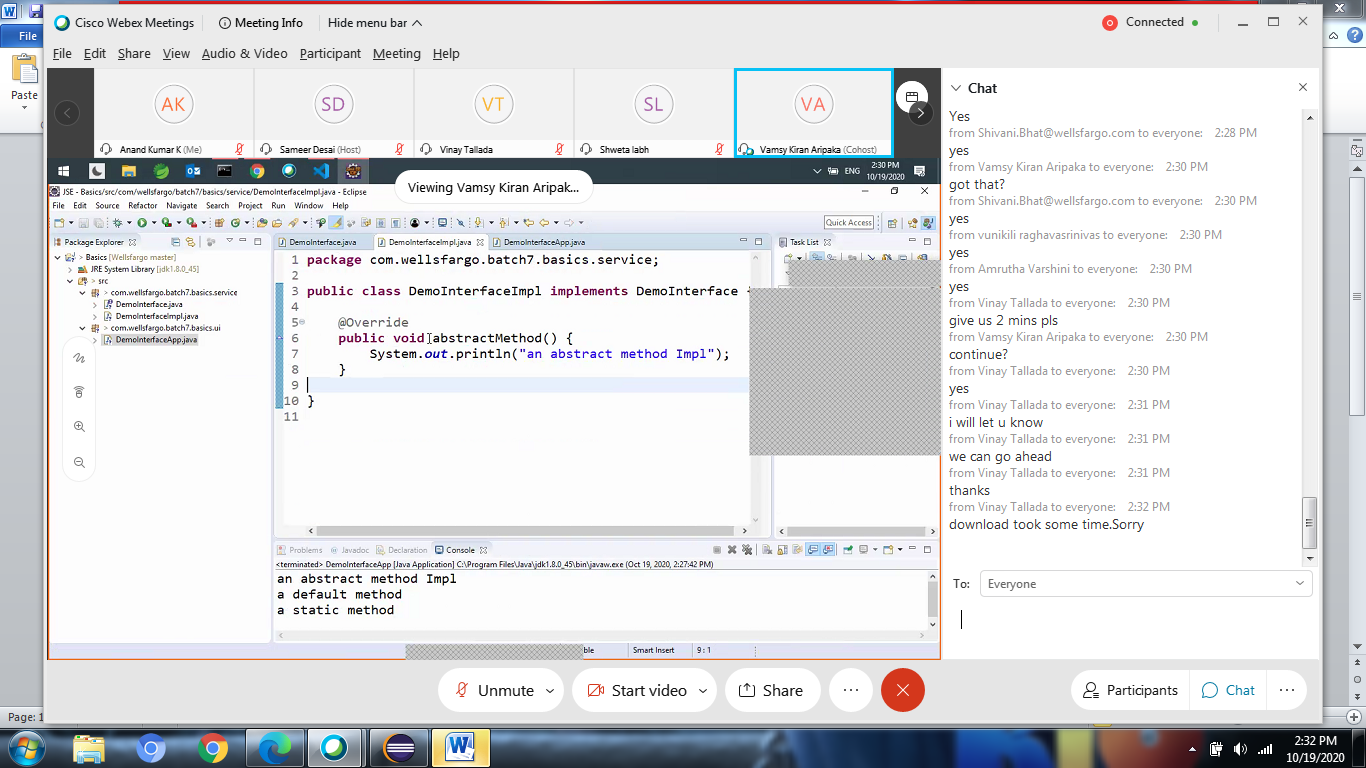 File
Paste
Page: 1
Cisco Webex Meetings
Meeting Info
Hide menu bar
Connected
File Edit Share View Audio & Video Participant Meeting Help
AK
Anand Kumar K (Me)
SD
Sameer Desai (Host)
VT
Vinay Tallada
SL
Shweta labh
VA
Vamsy Kiran Aripaka (Cohost)
ENG
2:30 PM
10/19/2020
Viewing Vamsy Kiran Aripak...
JSE - Basics/src/com/wellsfargo/batch7/basics/service/DemoInterfaceImpl.java - Eclipse
File Edit Source Refactor Navigate Search Project Run Window Help
Quick Access
Package Explorer
Basics [Wellsfargo master]
JRE System Library [jdk1.8.0_45]
src
com.wellsfargo.batch7.basics.service
DemoInterface.java
DemoInterfaceImpl.java
com.wellsfargo.batch7.basics.ui
DemoInterfaceApp.java
DemoInterface.java
DemoInterfaceImpl.java
DemoInterfaceApp.java
Task List
1 package com.wellsfargo.batch7.basics.service;
2
3 public class DemoInterfaceImpl implements DemoInterface {
4
5 @Override
6 public void abstractMethod() {
7 System.out.println("an abstract method Impl");
8 }
9
10 }
11
Problems Javadoc Declaration Console
<terminated> DemoInterfaceApp [Java Application] C:\Program Files\Java\jdk1.8.0_45\bin\javaw.exe (Oct 19, 2020, 2:27:42 PM)
an abstract method Impl
a default method
a static method
ble
Smart Insert
9 : 1
Chat
Yes
from Shivani.Bhat@wellsfargo.com to everyone: 2:28 PM
yes
from Vamsy Kiran Aripaka to everyone: 2:30 PM
got that?
from Shivani.Bhat@wellsfargo.com to everyone: 2:30 PM
yes
from vunikili raghavasrinivas to everyone: 2:30 PM
yes
from Amrutha Varshini to everyone: 2:30 PM
yes
from Vinay Tallada to everyone: 2:30 PM
give us 2 mins pls
from Vamsy Kiran Aripaka to everyone: 2:30 PM
continue?
from Vinay Tallada to everyone: 2:30 PM
yes
from Vinay Tallada to everyone: 2:31 PM
i will let u know
from Vinay Tallada to everyone: 2:31 PM
we can go ahead
from Vinay Tallada to everyone: 2:31 PM
thanks
from Vinay Tallada to everyone: 2:32 PM
download took some time.Sorry
To: Everyone
Unmute
Start video
Share
Participants
Chat
2:32 PM
10/19/2020